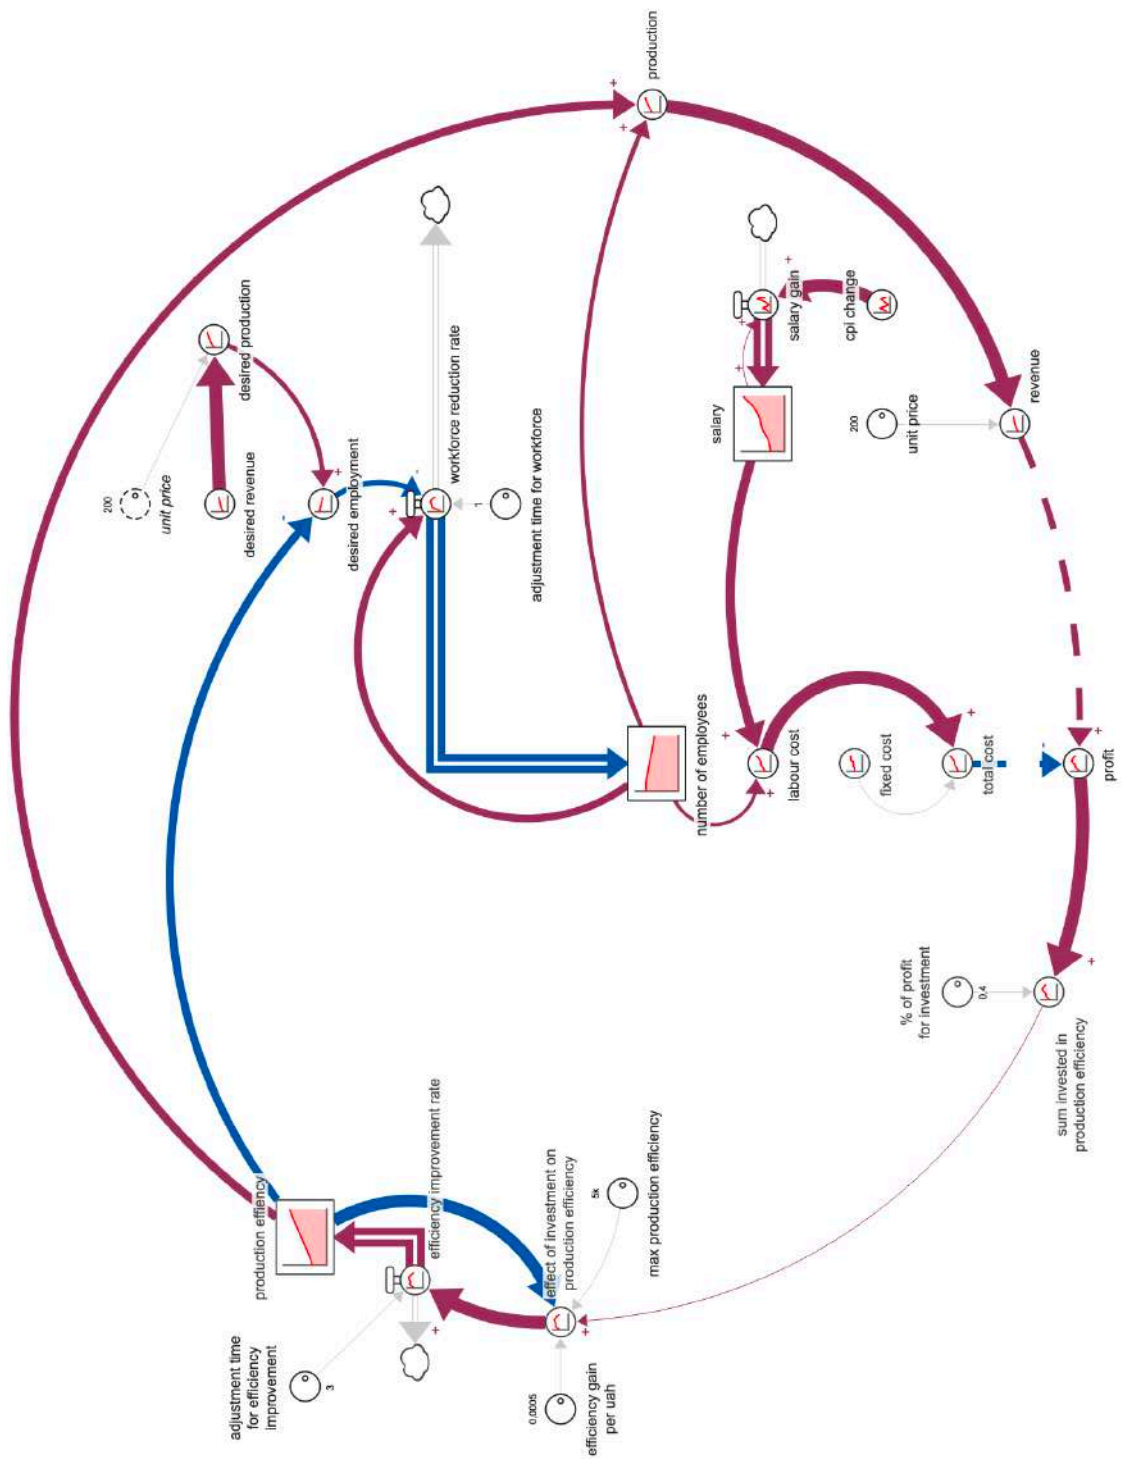 production
+
+
200
unit price
desired production
desired revenue
desired employment
+
-
-
+
workforce reduction rate
1
adjustment time for workforce
salary gain
+
+
+
cpi change
salary
200
unit price
revenue
number of employees
+
+
labour cost
fixed cost
+
total cost
-
+
profit
% of profit
for investment
0,4
+
sum invested in
production efficiency
production effiency
efficiency improvement rate
+
effect of investment on
production efficiency
+
5k
max production efficiency
adjustment time
for efficiency
improvement
3
0,0005
efficiency gain
per uah